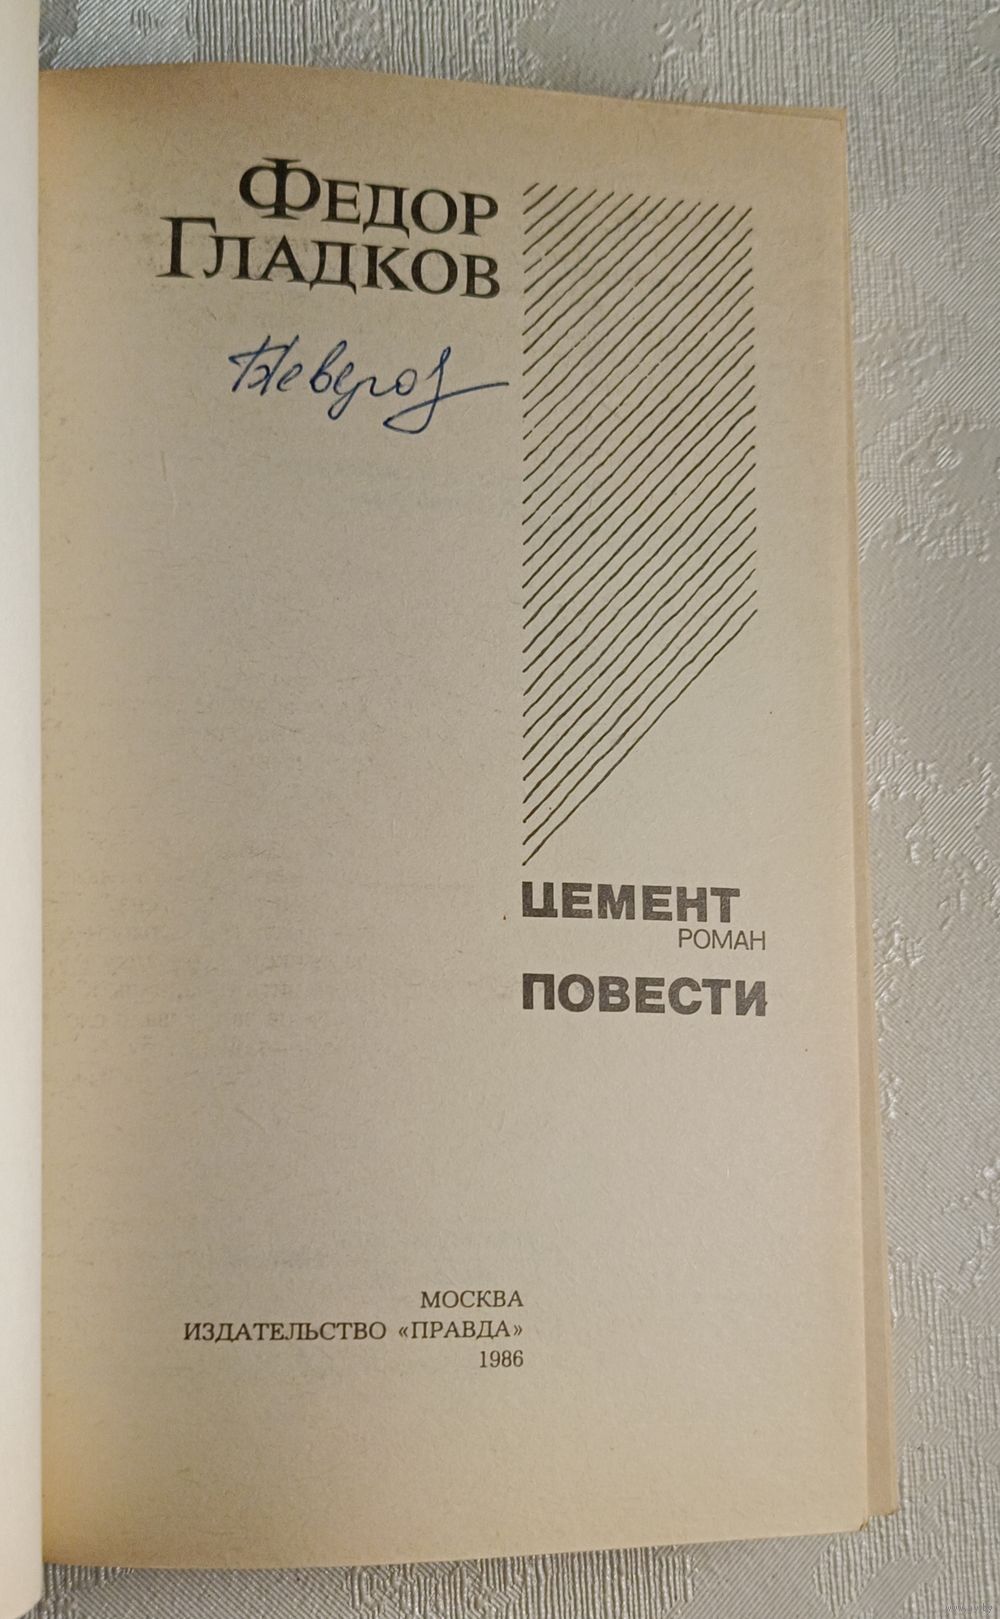 ФЕДОР
ГЛАДКОВ
ЦЕМЕНТ
РОМАН
ПОВЕСТИ
МОСКВА
ИЗДАТЕЛЬСТВО «ПРАВДА»
1986